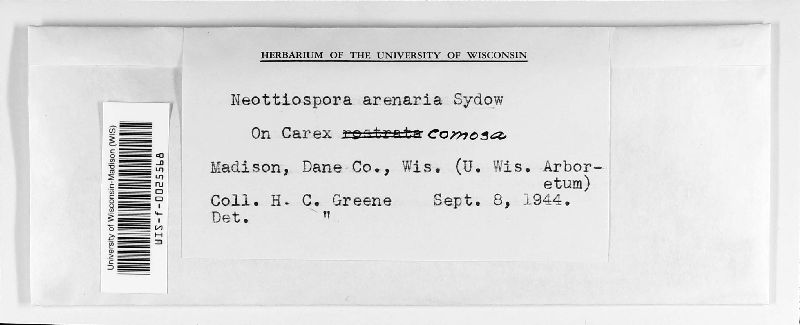 HERBARIUM OF THE UNIVERSITY OF WISCONSIN
Neottiospora arenaria Sydow
On Carex rostrata comosa
Madison, Dane Co., Wis. (U. Wis. Arbor-
etum)
Coll. H. C. Greene Sept. 8, 1944.
Det. "
University of Wisconsin-Madison (WIS)
WIS-f-0025568